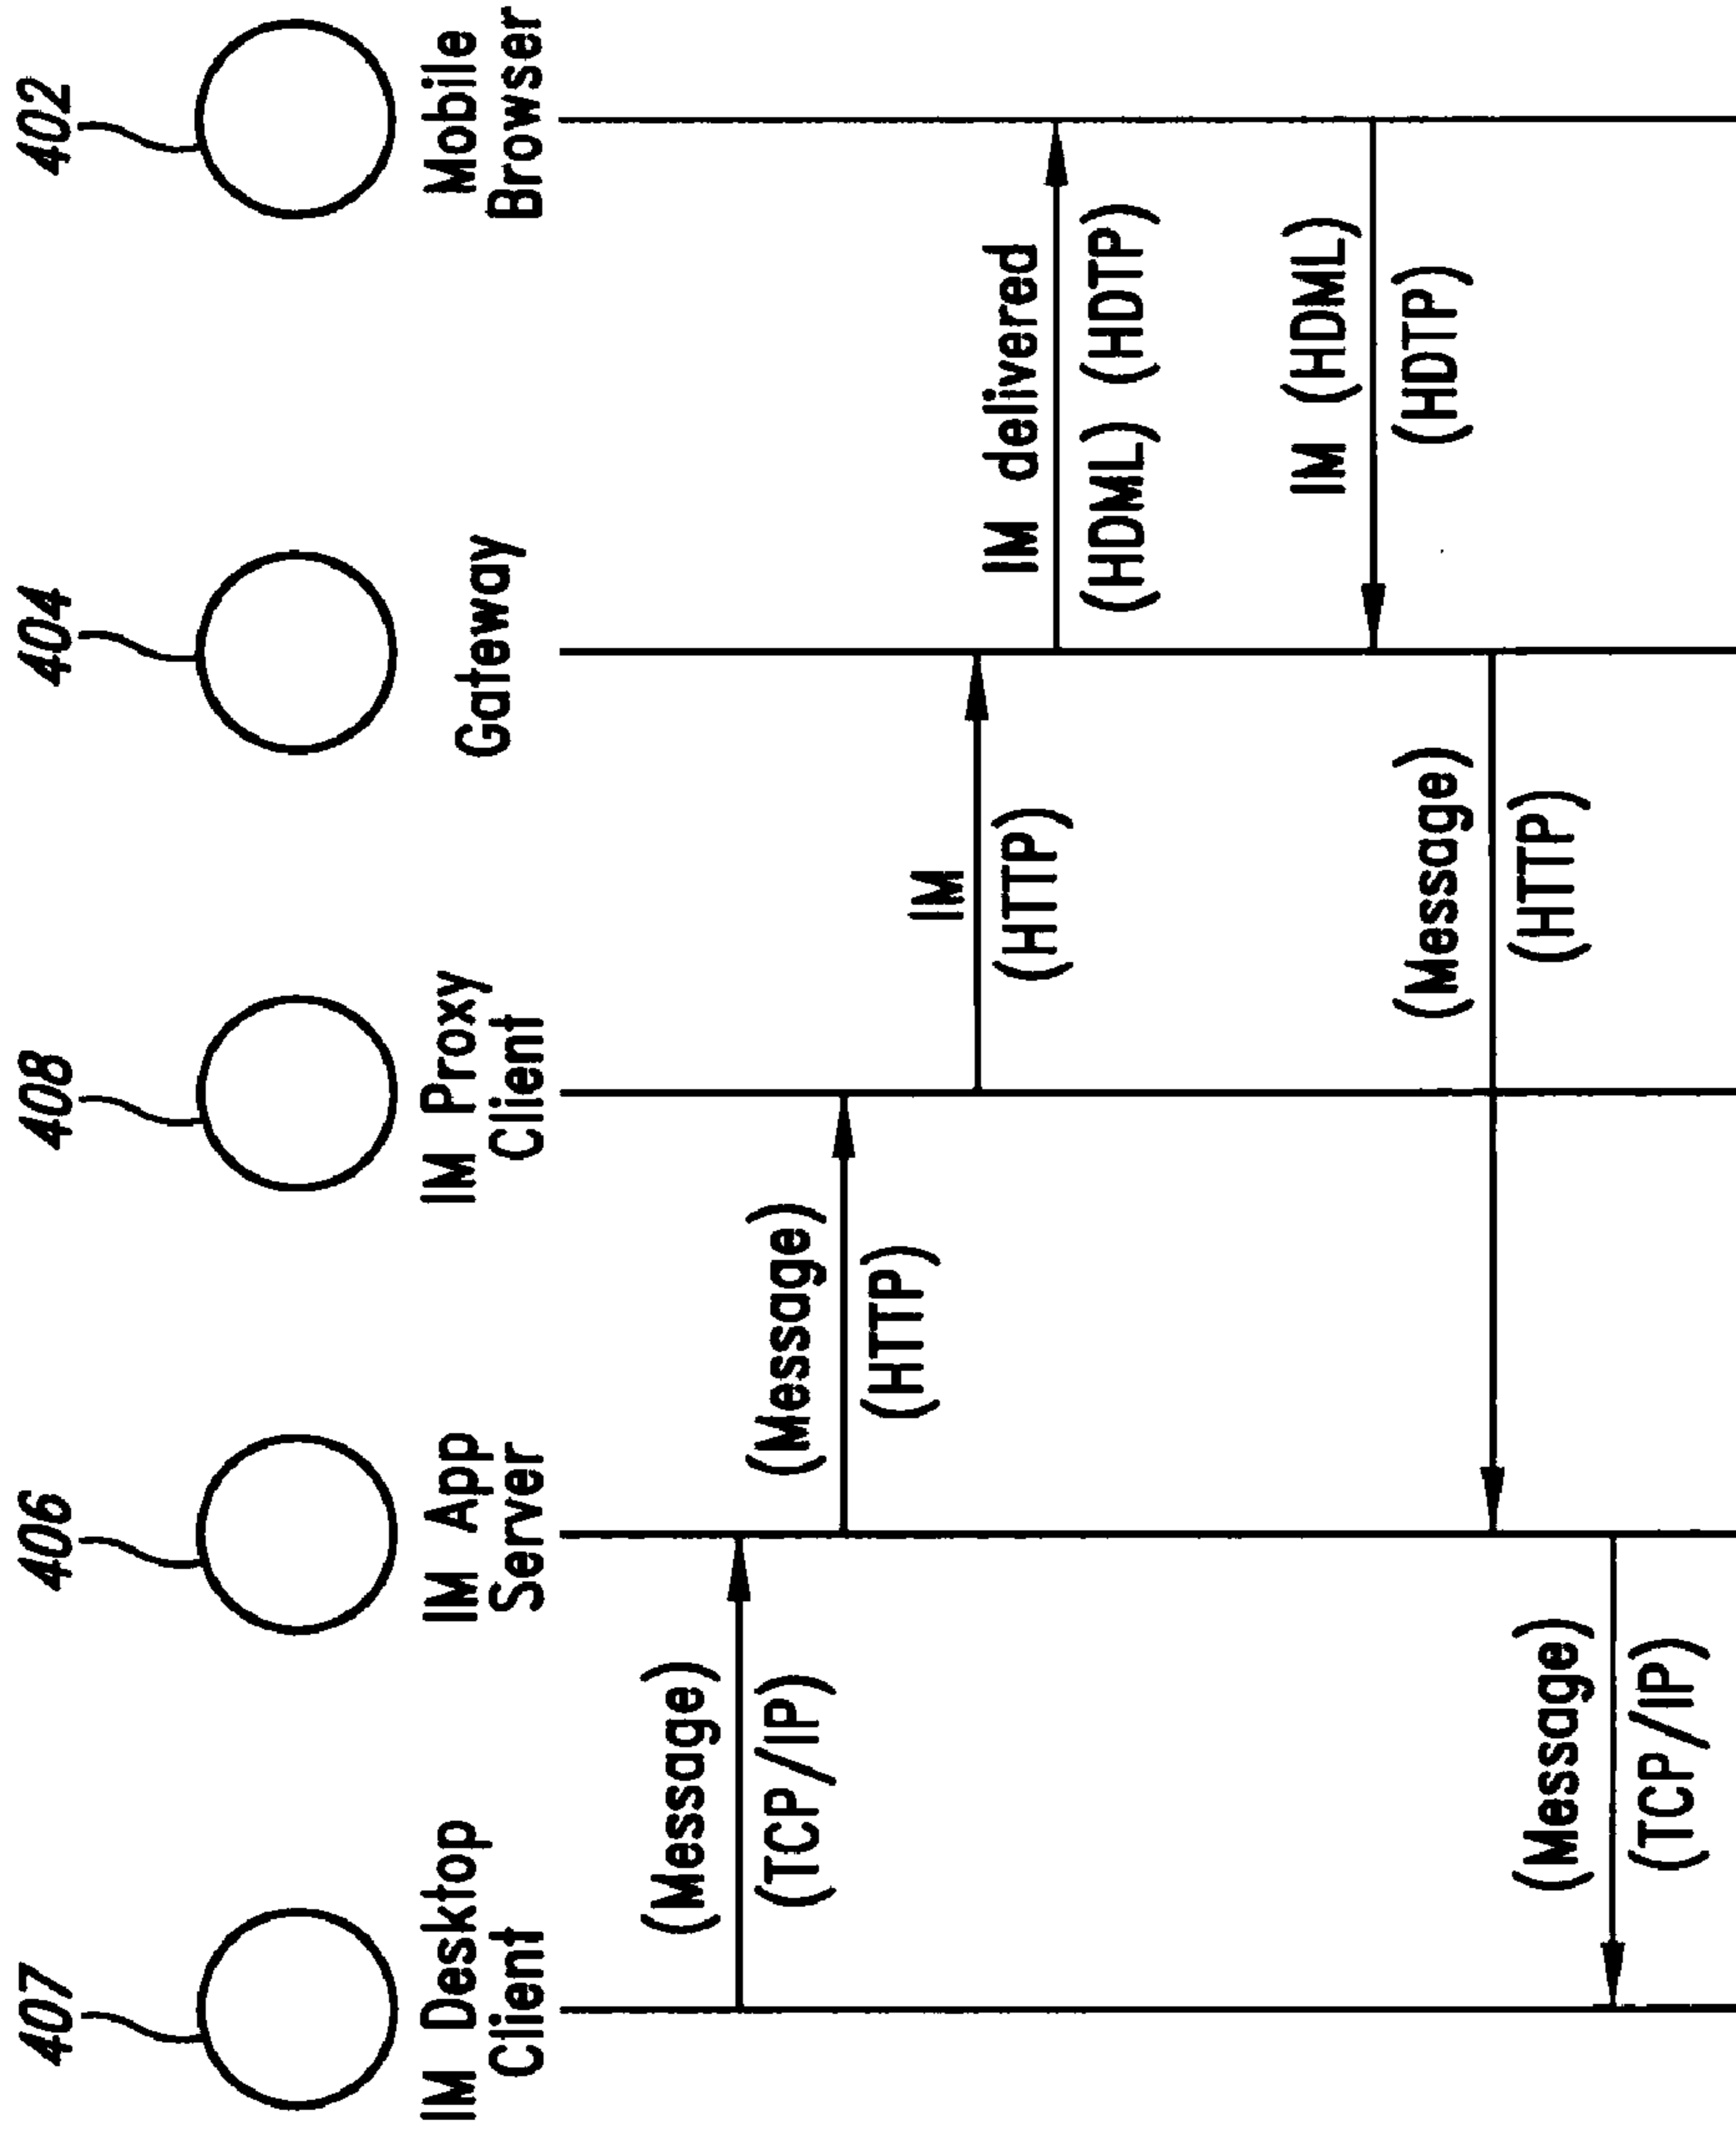 407
406
408
404
402
IM Desktop
Client
IM App
Server
IM Proxy
Client
Gateway
Mobile
Browser
(Message)
(TCP/IP)
(Message)
(HTTP)
IM
(HTTP)
IM delivered
(HDML) (HDTP)
IM (HDML)
(HDTP)
(Message)
(HTTP)
(Message)
(TCP/IP)